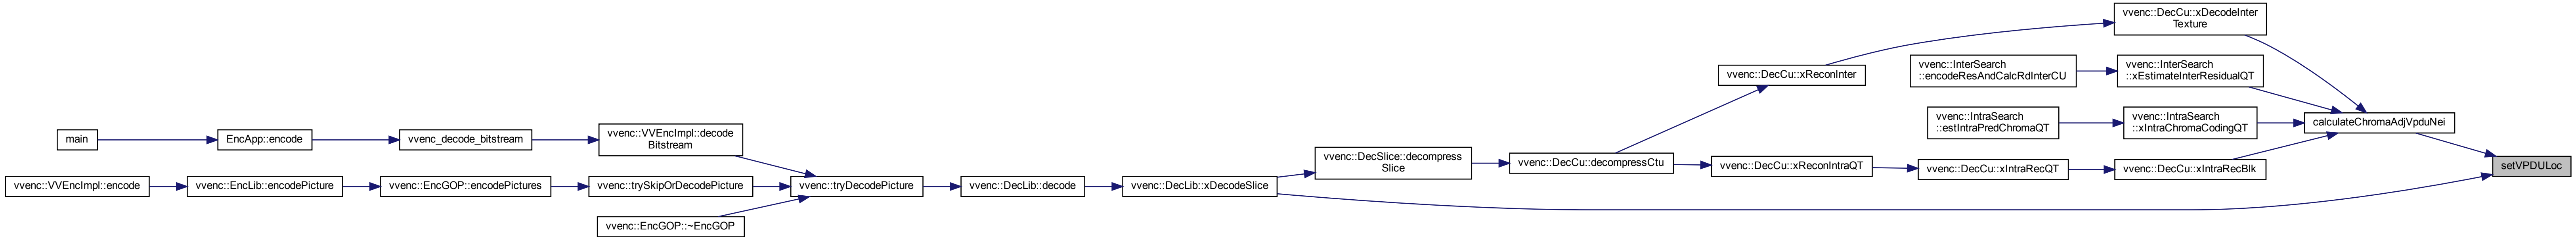 main
EncApp::encode
vvenc_decode_bitstream
vvenc::VVEncImpl::decode
Bitstream
vvenc::VVEncImpl::encode
vvenc::EncLib::encodePicture
vvenc::EncGOP::encodePictures
vvenc::trySkipOrDecodePicture
vvenc::EncGOP::~EncGOP
vvenc::tryDecodePicture
vvenc::DecLib::decode
vvenc::DecLib::xDecodeSlice
vvenc::DecSlice::decompress
Slice
vvenc::DecCu::decompressCtu
vvenc::DecCu::xReconInter
vvenc::DecCu::xReconIntraQT
vvenc::InterSearch
::encodeResAndCalcRdInterCU
vvenc::IntraSearch
::estIntraPredChromaQT
vvenc::DecCu::xIntraRecQT
vvenc::DecCu::xDecodeInter
Texture
vvenc::InterSearch
::xEstimateInterResidualQT
vvenc::IntraSearch
::xIntraChromaCodingQT
vvenc::DecCu::xIntraRecBlk
calculateChromaAdjVpduNei
setVPDULoc